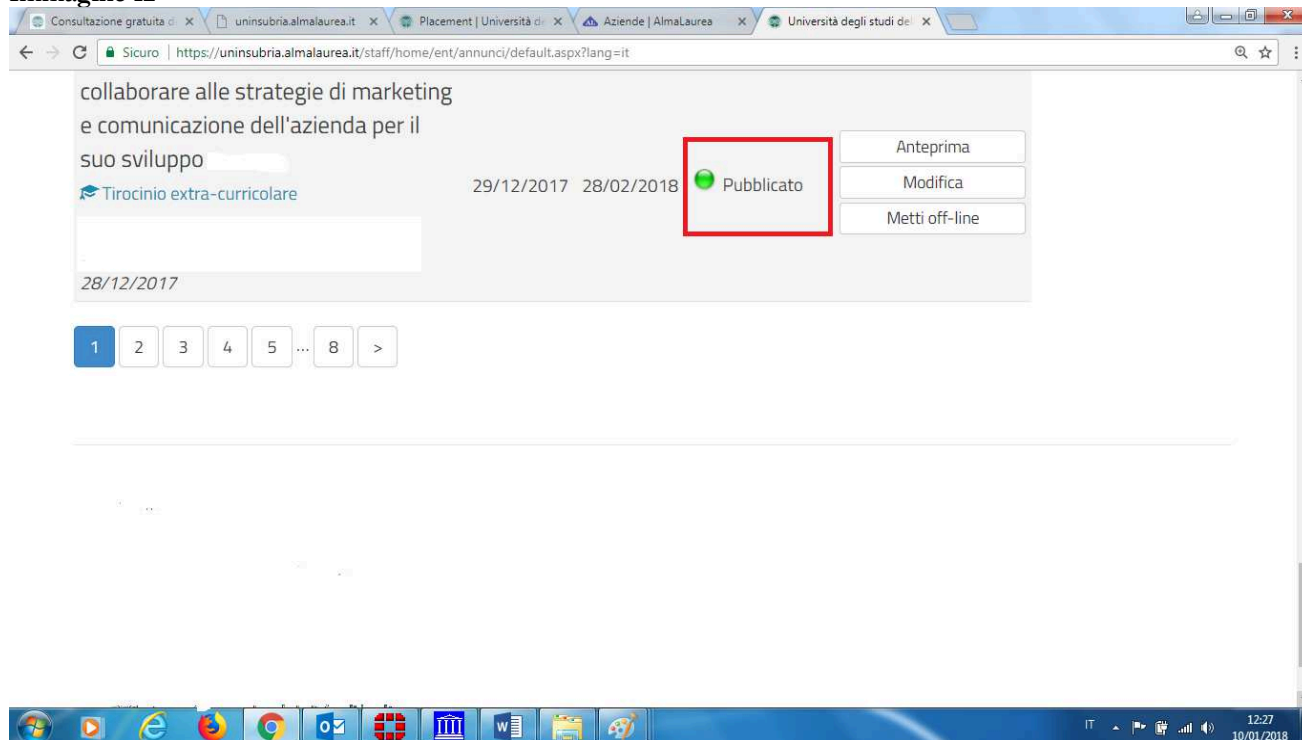 Consultazione gratuita d
uninsubria.almalaurea.it
Placement | Università de
Aziende | AlmaLaurea
Università degli studi del
Sicuro | https://uninsubria.almalaurea.it/staff/home/ent/annunci/default.aspx?lang=it
collaborare alle strategie di marketing
e comunicazione dell'azienda per il
suo sviluppo
Tirocinio extra-curricolare
29/12/2017 28/02/2018 Pubblicato
Anteprima
Modifica
Metti off-line
28/12/2017
1 2 3 4 5 ... 8 >
IT
12:27
10/01/2018